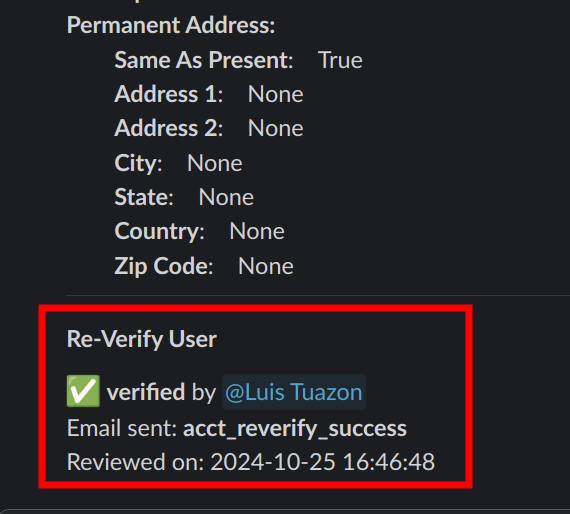 Permanent Address:
Same As Present: True
Address 1: None
Address 2: None
City: None
State: None
Country: None
Zip Code: None
Re-Verify User
✅ verified by @Luis Tuazon
Email sent: acct_reverify_success
Reviewed on: 2024-10-25 16:46:48